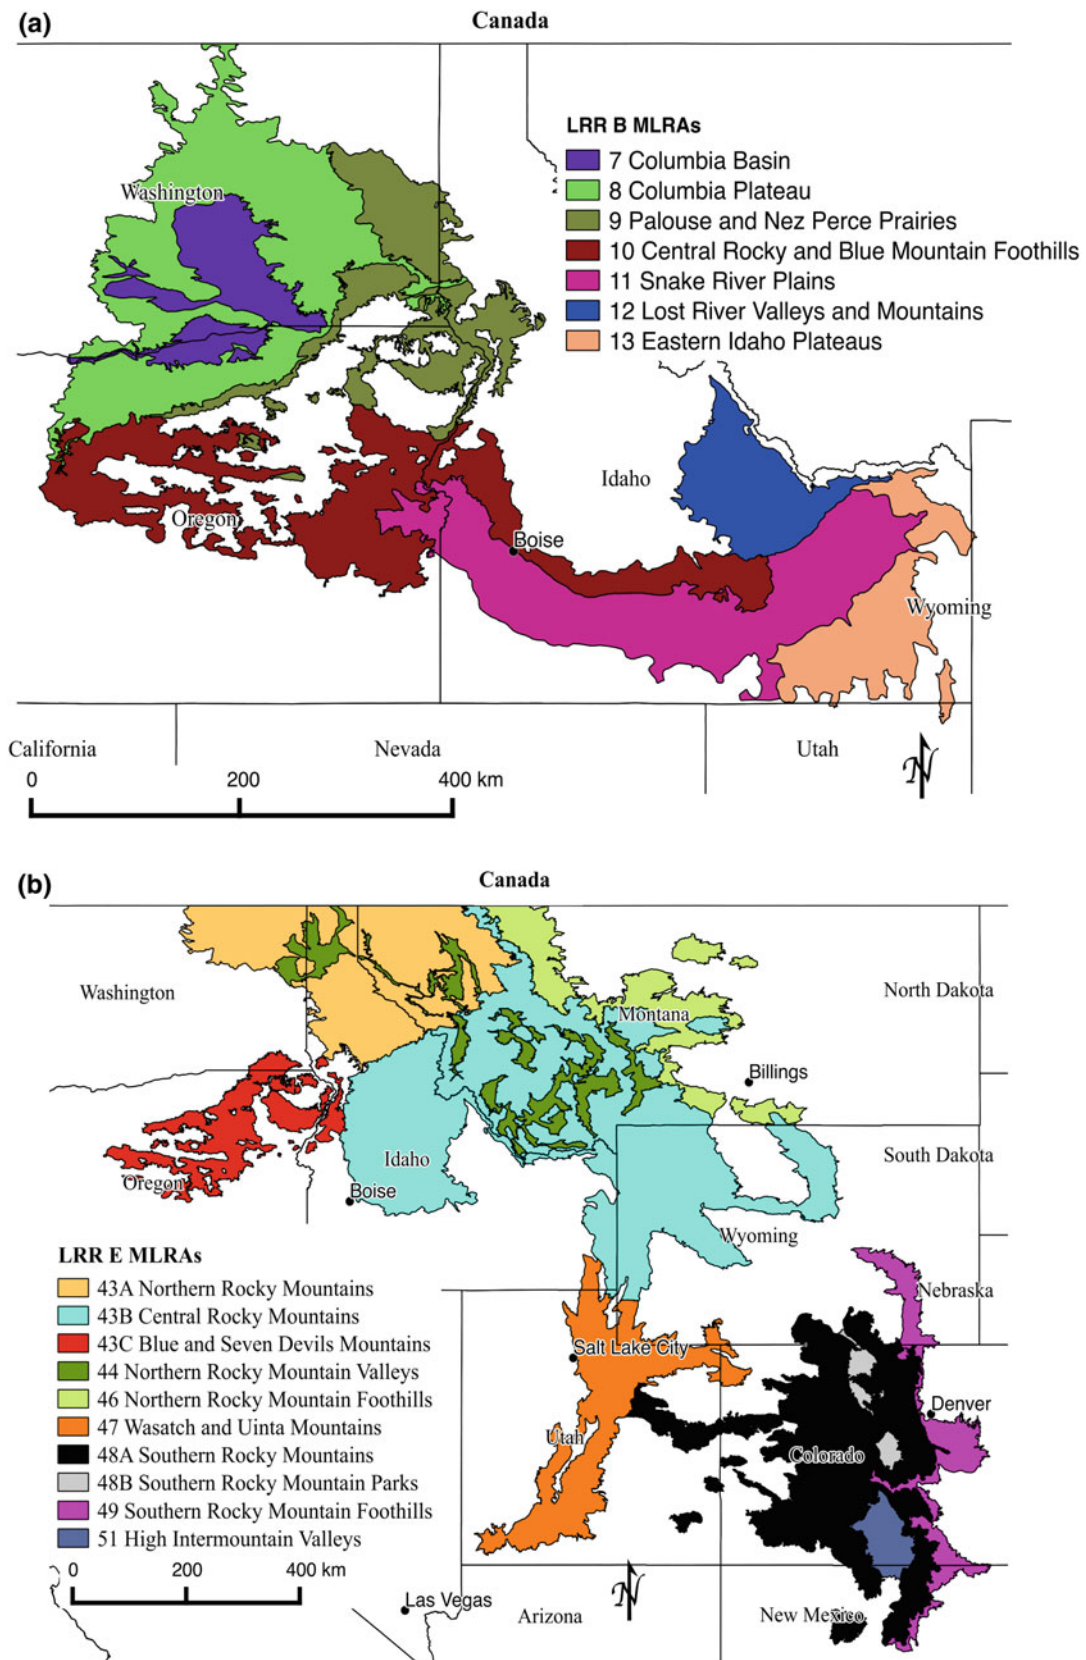 (a)
Canada
LRR B MLRAs
7 Columbia Basin
8 Columbia Plateau
9 Palouse and Nez Perce Prairies
10 Central Rocky and Blue Mountain Foothills
11 Snake River Plains
12 Lost River Valleys and Mountains
13 Eastern Idaho Plateaus
Washington
Idaho
Oregon
Boise
Wyoming
California
Nevada
Utah
N
0 200 400 km
(b)
Canada
Washington
North Dakota
Montana
Billings
Idaho
South Dakota
Oregon
Boise
Wyoming
LRR E MLRAs
43A Northern Rocky Mountains
43B Central Rocky Mountains
43C Blue and Seven Devils Mountains
44 Northern Rocky Mountain Valleys
46 Northern Rocky Mountain Foothills
47 Wasatch and Uinta Mountains
48A Southern Rocky Mountains
48B Southern Rocky Mountain Parks
49 Southern Rocky Mountain Foothills
51 High Intermountain Valleys
Nebraska
Salt Lake City
Denver
Utah
Colorado
0 200 400 km
N
Las Vegas
Arizona
New Mexico